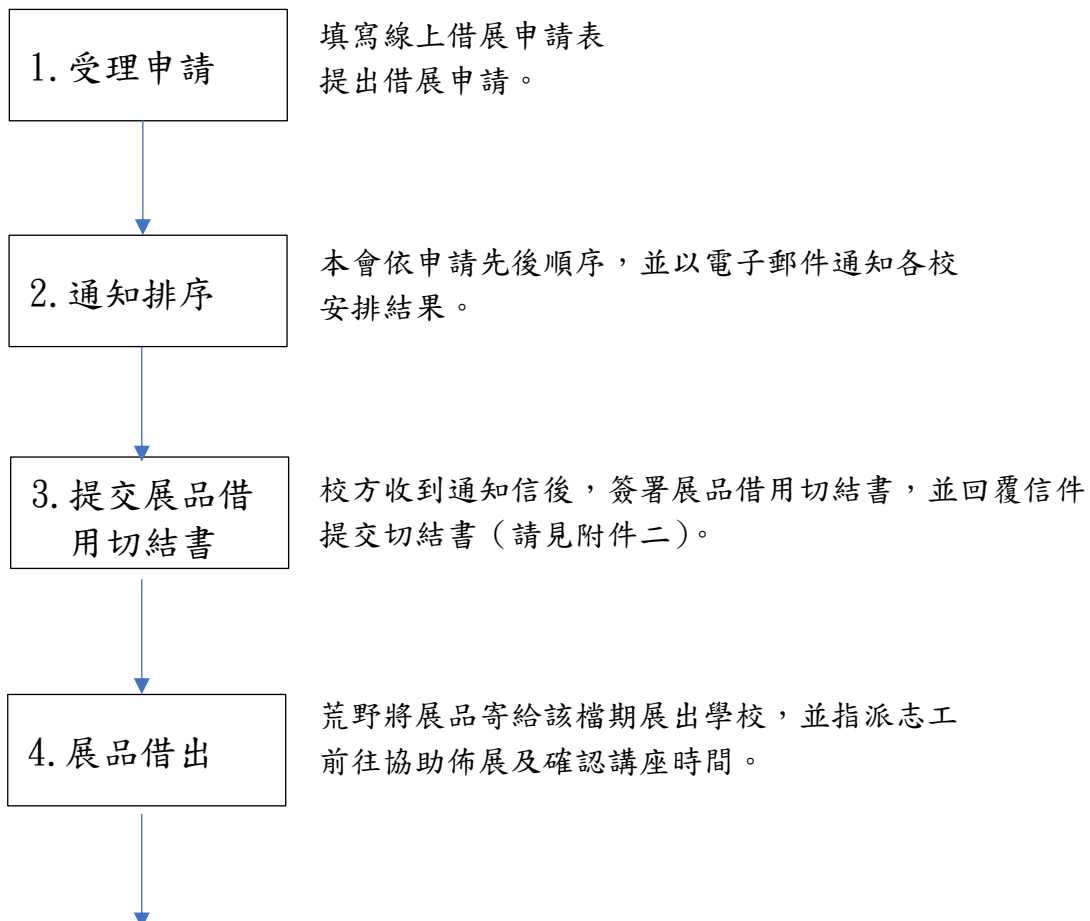 1.受理申請
填寫線上借展申請表
提出借展申請。
2.通知排序
本會依申請先後順序，並以電子郵件通知各校
安排結果。
3.提交展品借
用切結書
校方收到通知信後，簽署展品借用切結書，並回覆信件
提交切結書（請見附件二）。
4.展品借出
荒野將展品寄給該檔期展出學校，並指派志工
前往協助佈展及確認講座時間。